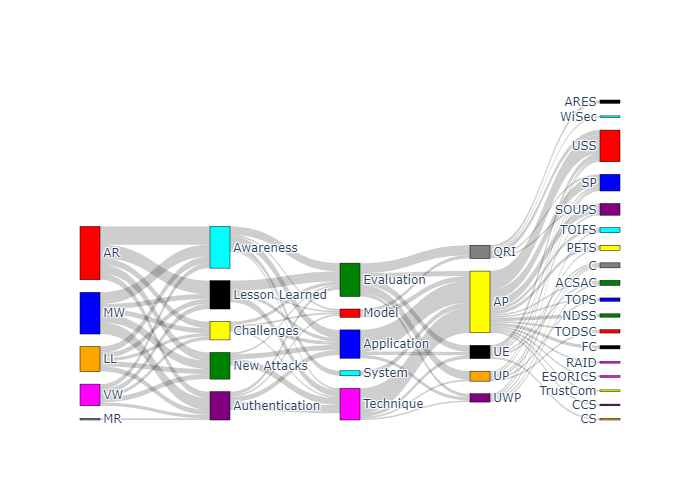 AR
MW
LL
VW
MR
Awareness
Lesson Learned
Challenges
New Attacks
Authentication
Evaluation
Model
Application
System
Technique
QRI
AP
UE
UP
UWP
ARES
WiSec
USS
SP
SOUPS
TOIFS
PETS
C
ACSAC
TOPS
NDSS
TODSC
FC
RAID
ESORICS
TrustCom
CCS
CS